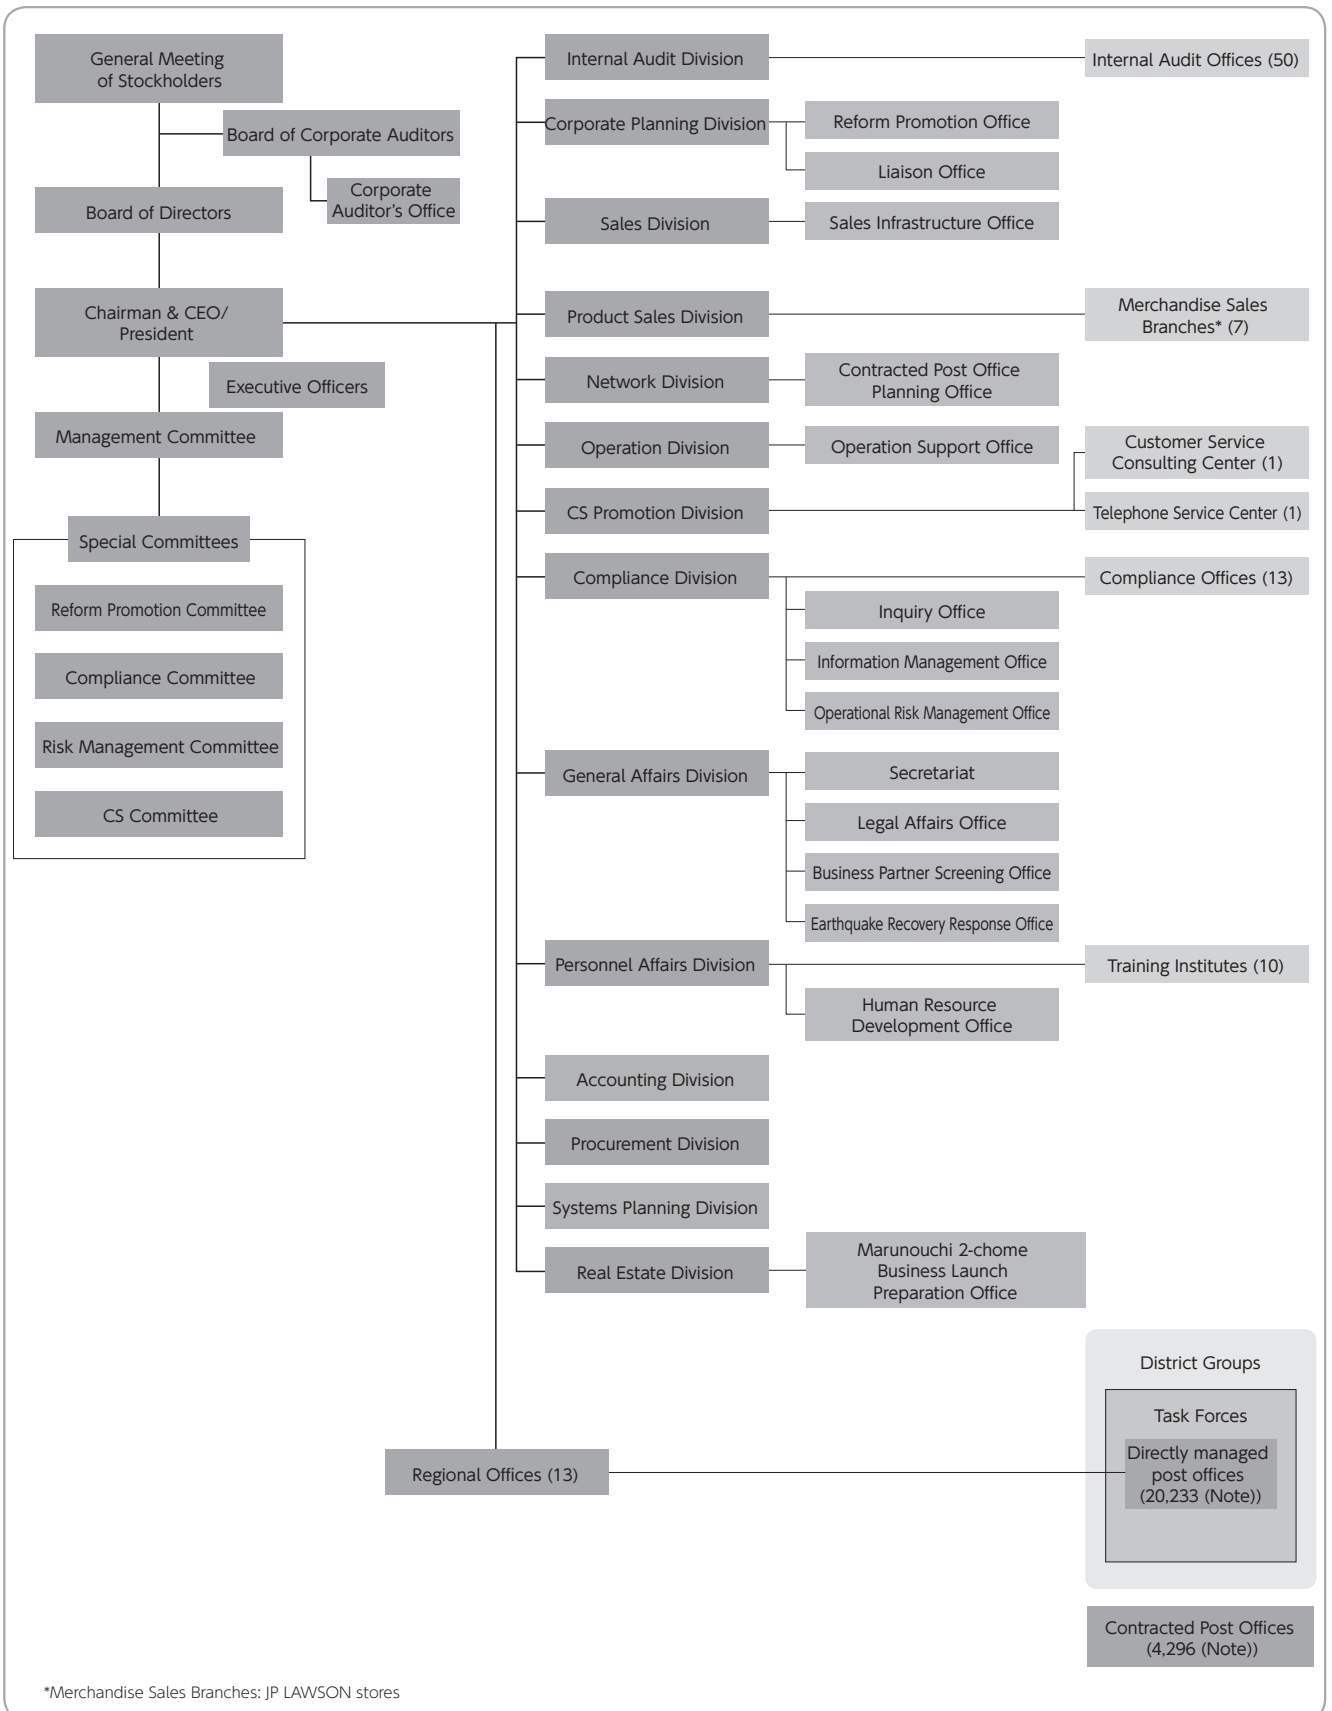 General Meeting
of Stockholders
Board of Corporate Auditors
Corporate
Auditor's Office
Board of Directors
Chairman & CEO/
President
Executive Officers
Management Committee
Special Committees
Reform Promotion Committee
Compliance Committee
Risk Management Committee
CS Committee
Internal Audit Division
Internal Audit Offices (50)
Corporate Planning Division
Reform Promotion Office
Liaison Office
Sales Division
Sales Infrastructure Office
Product Sales Division
Merchandise Sales
Branches* (7)
Network Division
Contracted Post Office
Planning Office
Operation Division
Operation Support Office
CS Promotion Division
Customer Service
Consulting Center (1)
Telephone Service Center (1)
Compliance Division
Compliance Offices (13)
Inquiry Office
Information Management Office
Operational Risk Management Office
General Affairs Division
Secretariat
Legal Affairs Office
Business Partner Screening Office
Earthquake Recovery Response Office
Personnel Affairs Division
Training Institutes (10)
Human Resource
Development Office
Accounting Division
Procurement Division
Systems Planning Division
Real Estate Division
Marunouchi 2-chome
Business Launch
Preparation Office
Regional Offices (13)
District Groups
Task Forces
Directly managed
post offices
(20,233 (Note))
Contracted Post Offices
(4,296 (Note))
*Merchandise Sales Branches: JP LAWSON stores